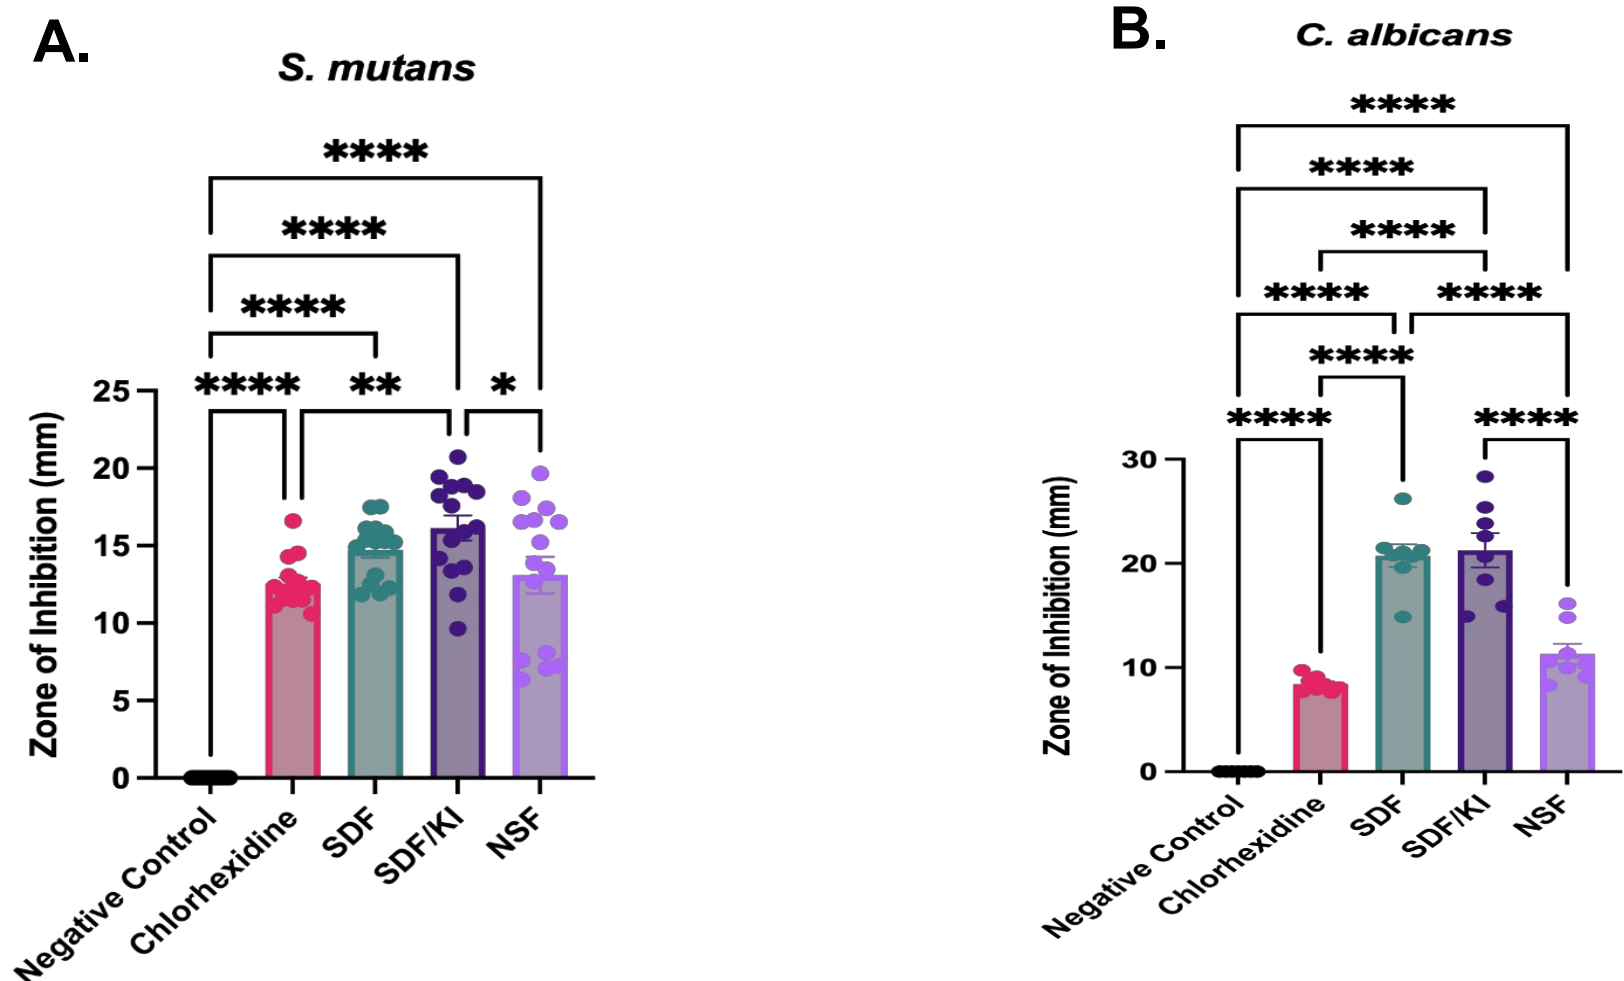 A.
S. mutans
****
****
****
**** ** *
25
20
15
10
5
0
Zone of Inhibition (mm)
Negative Control
Chlorhexidine
SDF
SDF/KI
NSF
B.
C. albicans
****
****
****
**** ****
****
**** ****
30
20
10
0
Zone of Inhibition (mm)
Negative Control
Chlorhexidine
SDF
SDF/KI
NSF